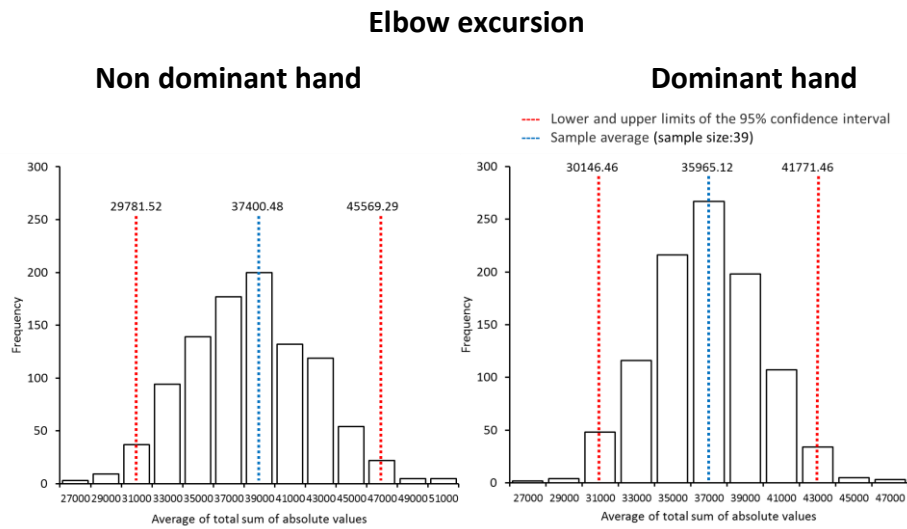 Elbow excursion
Non dominant hand
Dominant hand
Lower and upper limits of the 95% confidence interval
Sample average (sample size:39)
29781.52 37400.48 45569.29
300
250
200
150
100
50
0
Frequency
27000 29000 31000 33000 35000 37000 39000 41000 43000 45000 47000 49000 51000
Average of total sum of absolute values
30146.46 35965.12 41771.46
300
250
200
150
100
50
0
Frequency
27000 29000 31000 33000 35000 37000 39000 41000 43000 45000 47000
Average of total sum of absolute values